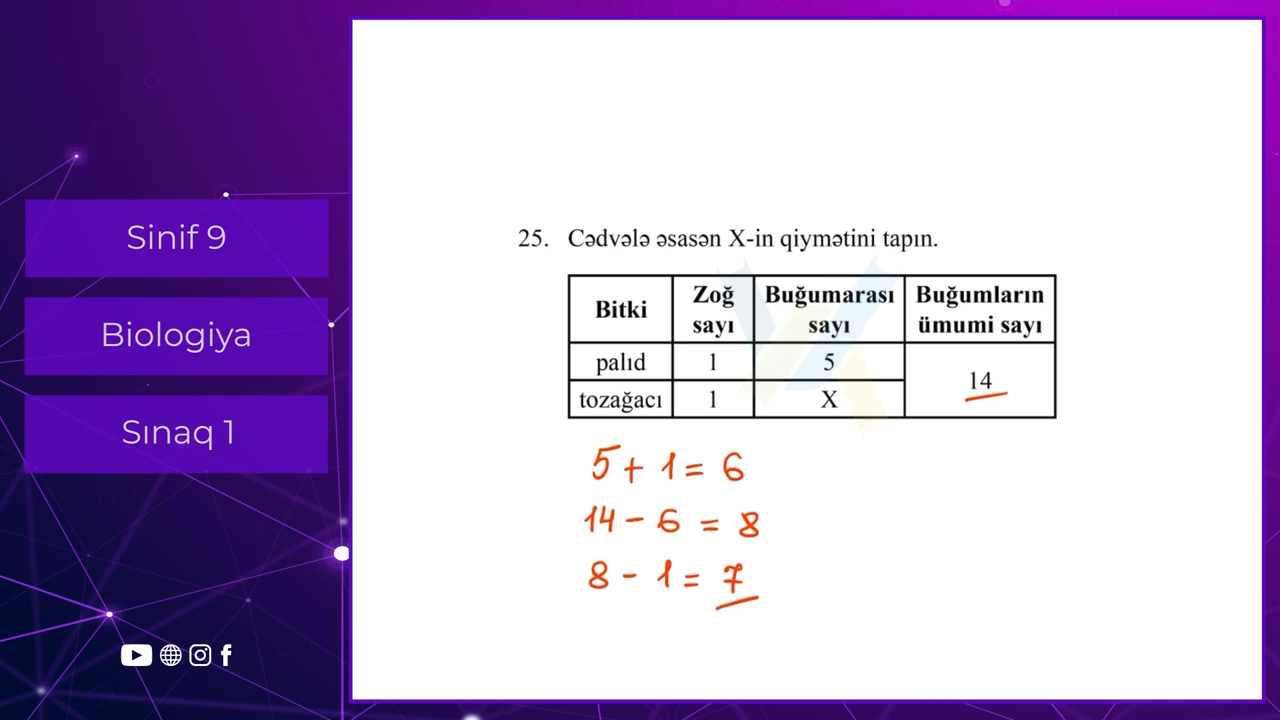 Sinif 9
Biologiya
Sınaq 1
25. Cədvələ əsasən X-in qiymətini tapın.
Bitki Zoğ sayı Buğumarası sayı Buğumların ümumi sayı
palıd 1 5 14
tozağacı 1 X
5 + 1 = 6
14 - 6 = 8
8 - 1 = 7